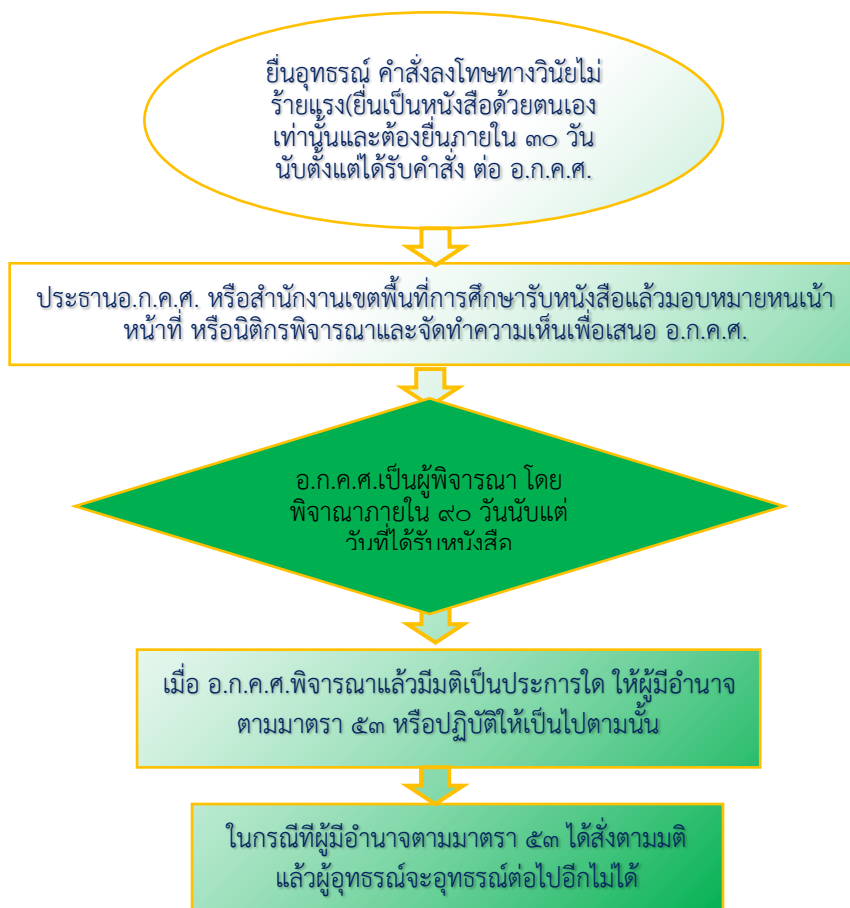 ยื่นอุทธรณ์ คำสั่งลงโทษทางวินัยไม่
ร้ายแรง(ยื่นเป็นหนังสือด้วยตนเอง
เท่านั้นและต้องยื่นภายใน ๓๐ วัน
นับตั้งแต่ได้รับคำสั่ง ต่อ อ.ก.ค.ศ.
ประธานอ.ก.ค.ศ. หรือสำนักงานเขตพื้นที่การศึกษารับหนังสือแล้วมอบหมายหนเน้า
หน้าที่ หรือนิติกรพิจารณาและจัดทำความเห็นเพื่อเสนอ อ.ก.ค.ศ.
อ.ก.ค.ศ.เป็นผู้พิจารณา โดย
พิจาณาภายใน ๙๐ วันนับแต่
วันที่ได้รับหนังสือ
เมื่อ อ.ก.ค.ศ.พิจารณาแล้วมีมติเป็นประการใด ให้ผู้มีอำนาจ
ตามมาตรา ๕๓ หรือปฏิบัติให้เป็นไปตามนั้น
ในกรณีที่ผู้มีอำนาจตามมาตรา ๕๓ ได้สั่งตามมติ
แล้วผู้อุทธรณ์จะอุทธรณ์ต่อไปอีกไม่ได้